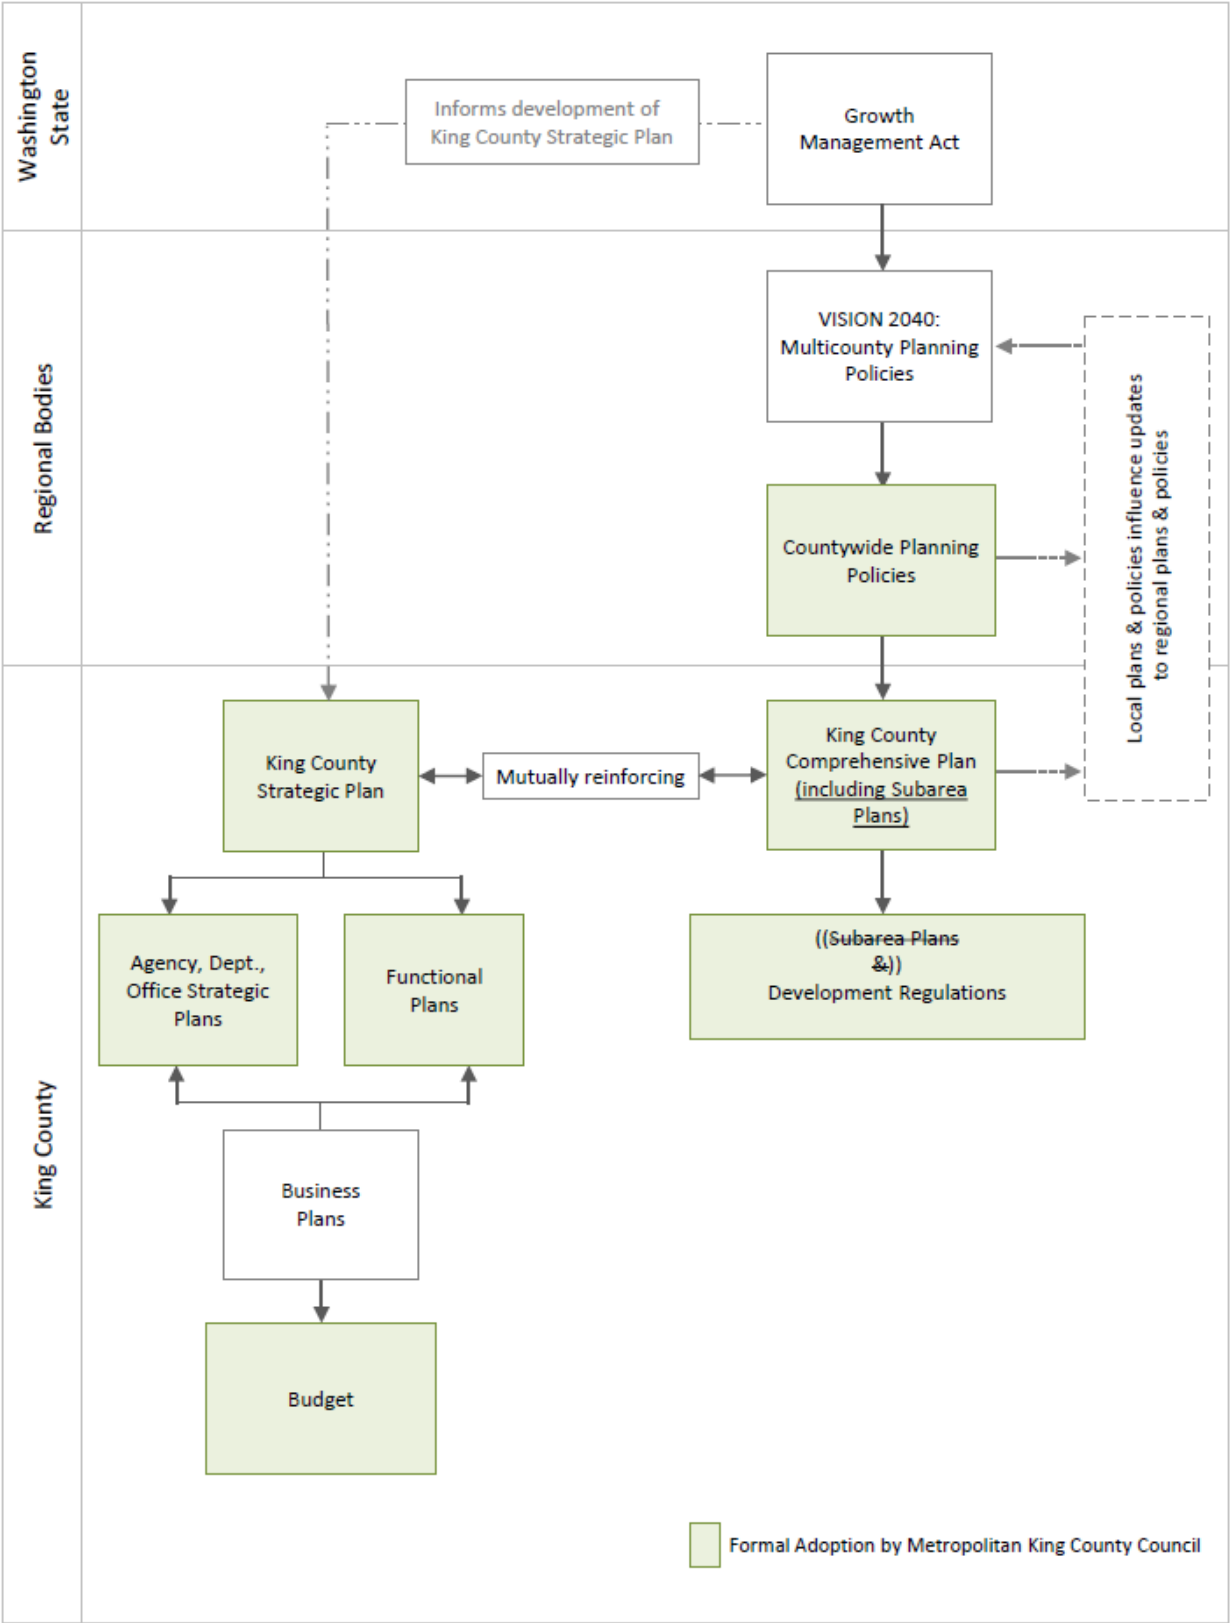 Washington
State
Informs development of
King County Strategic Plan
Growth
Management Act
Regional Bodies
VISION 2040:
Multicounty Planning
Policies
Countywide Planning
Policies
Local plans & policies influence updates
to regional plans & policies
King County
King County
Strategic Plan
Mutually reinforcing
King County
Comprehensive Plan
(including Subarea
Plans)
Agency, Dept.,
Office Strategic
Plans
Functional
Plans
((Subarea Plans
&))
Development Regulations
Business
Plans
Budget
Formal Adoption by Metropolitan King County Council